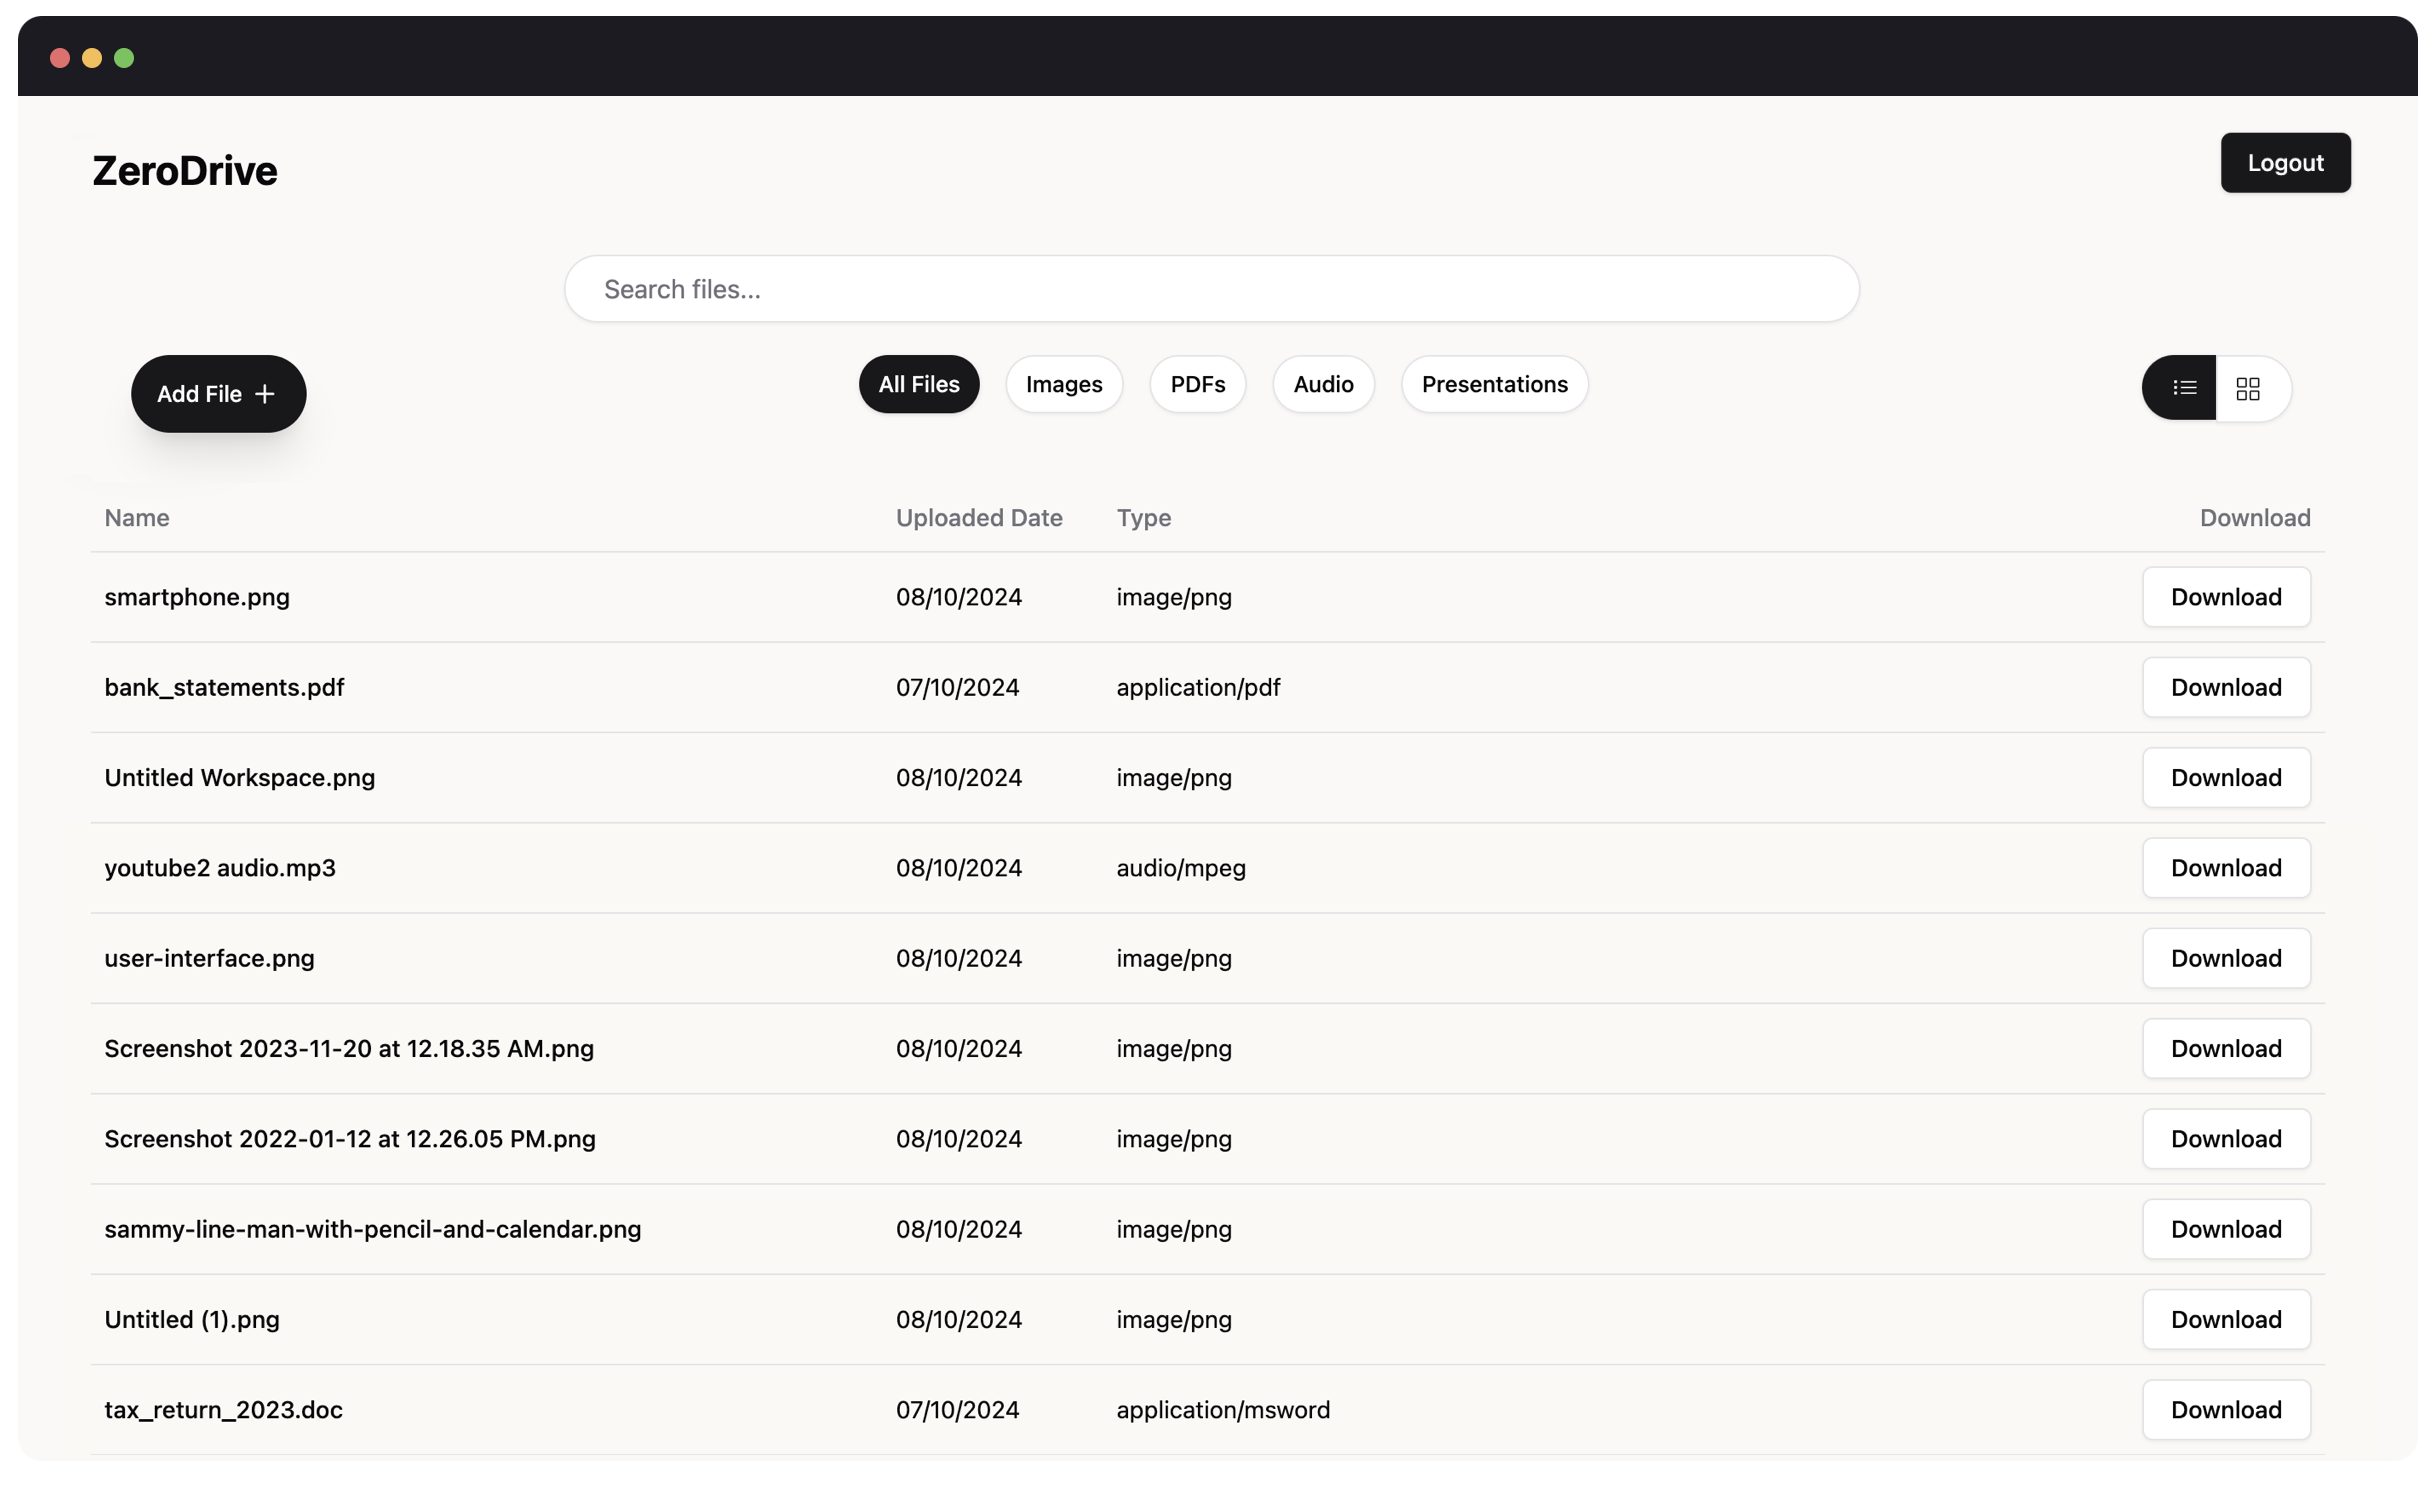 ZeroDrive
Logout
Search files...
Add File +
All Files Images PDFs Audio Presentations
Name Uploaded Date Type Download
smartphone.png 08/10/2024 image/png Download
bank_statements.pdf 07/10/2024 application/pdf Download
Untitled Workspace.png 08/10/2024 image/png Download
youtube2 audio.mp3 08/10/2024 audio/mpeg Download
user-interface.png 08/10/2024 image/png Download
Screenshot 2023-11-20 at 12.18.35 AM.png 08/10/2024 image/png Download
Screenshot 2022-01-12 at 12.26.05 PM.png 08/10/2024 image/png Download
sammy-line-man-with-pencil-and-calendar.png 08/10/2024 image/png Download
Untitled (1).png 08/10/2024 image/png Download
tax_return_2023.doc 07/10/2024 application/msword Download